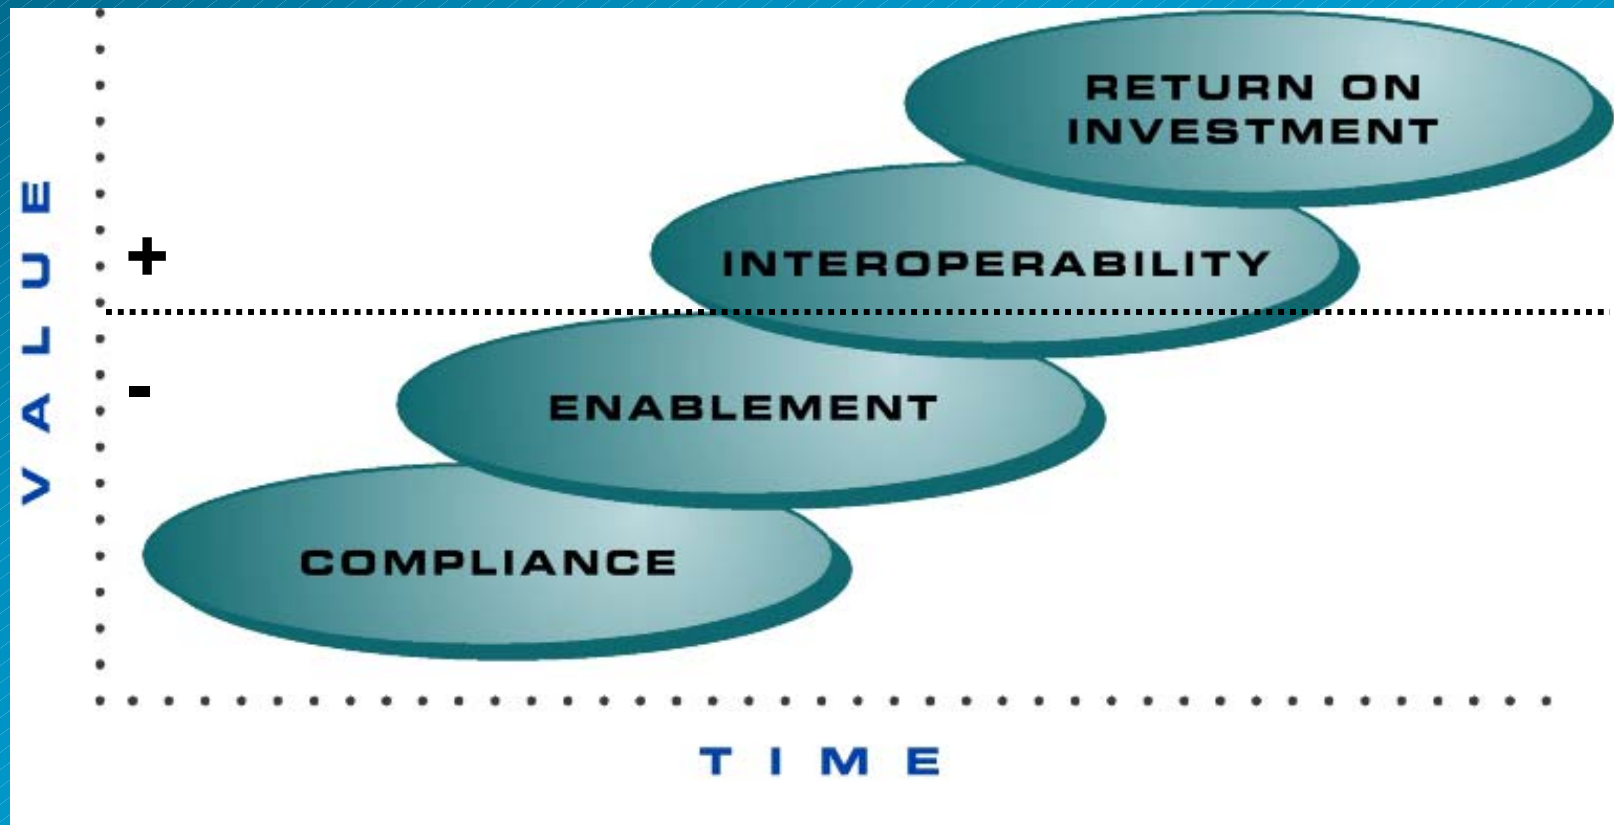 RETURN ON
INVESTMENT
VALUE
+
INTEROPERABILITY
-
ENABLEMENT
COMPLIANCE
TIME